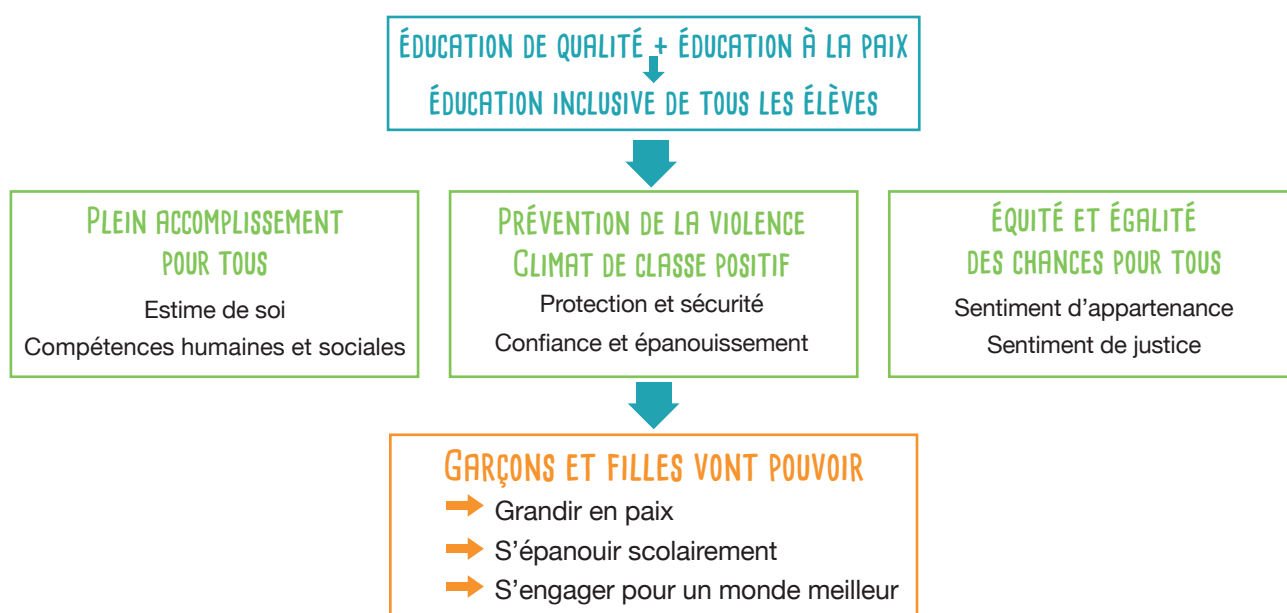 ÉDUCATION DE QUALITÉ + ÉDUCATION À LA PAIX
ÉDUCATION INCLUSIVE DE TOUS LES ÉLÈVES
PLEIN ACCOMPLISSEMENT
POUR TOUS
Estime de soi
Compétences humaines et sociales
PRÉVENTION DE LA VIOLENCE
CLIMAT DE CLASSE POSITIF
Protection et sécurité
Confiance et épanouissement
ÉQUITÉ ET ÉGALITÉ
DES CHANCES POUR TOUS
Sentiment d'appartenance
Sentiment de justice
GARÇONS ET FILLES VONT POUVOIR
Grandir en paix
S'épanouir scolairement
S'engager pour un monde meilleur